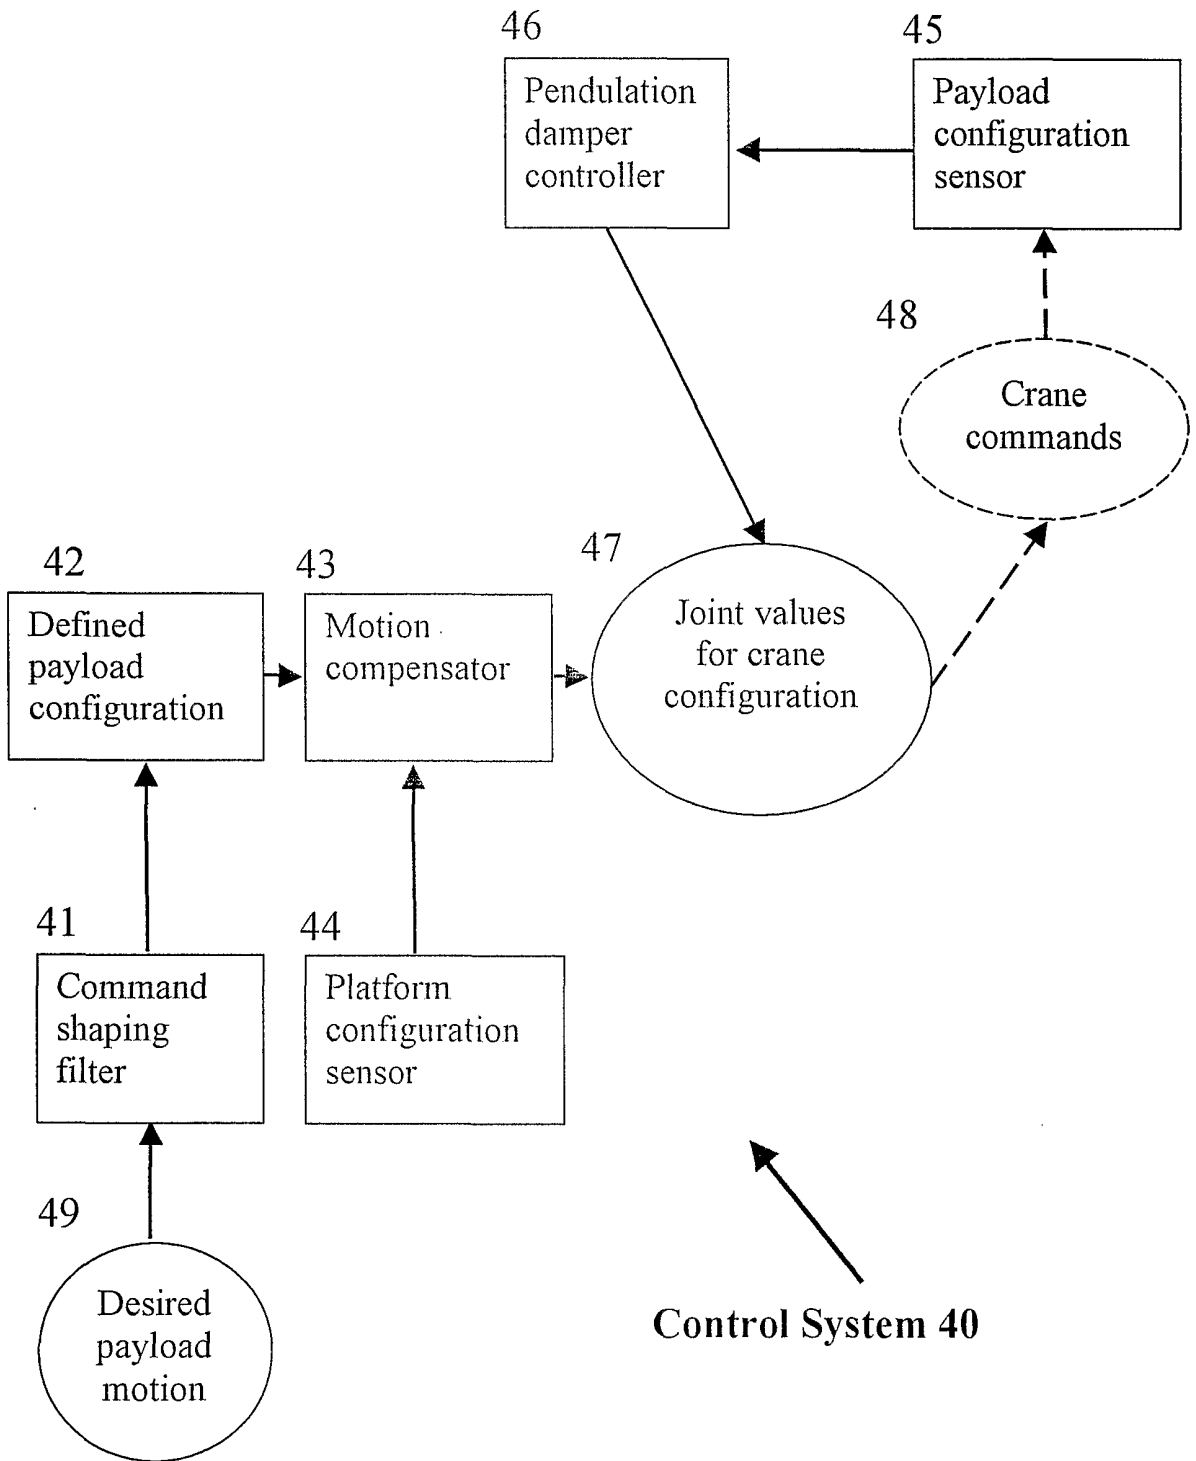 46
45
Pendulation
damper
controller
Payload
configuration
sensor
48
Crane
commands
42
43
47
Defined
payload
configuration
Motion
compensator
Joint values
for crane
configuration
41
44
Command
shaping
filter
Platform
configuration
sensor
49
Desired
payload
motion
Control System 40